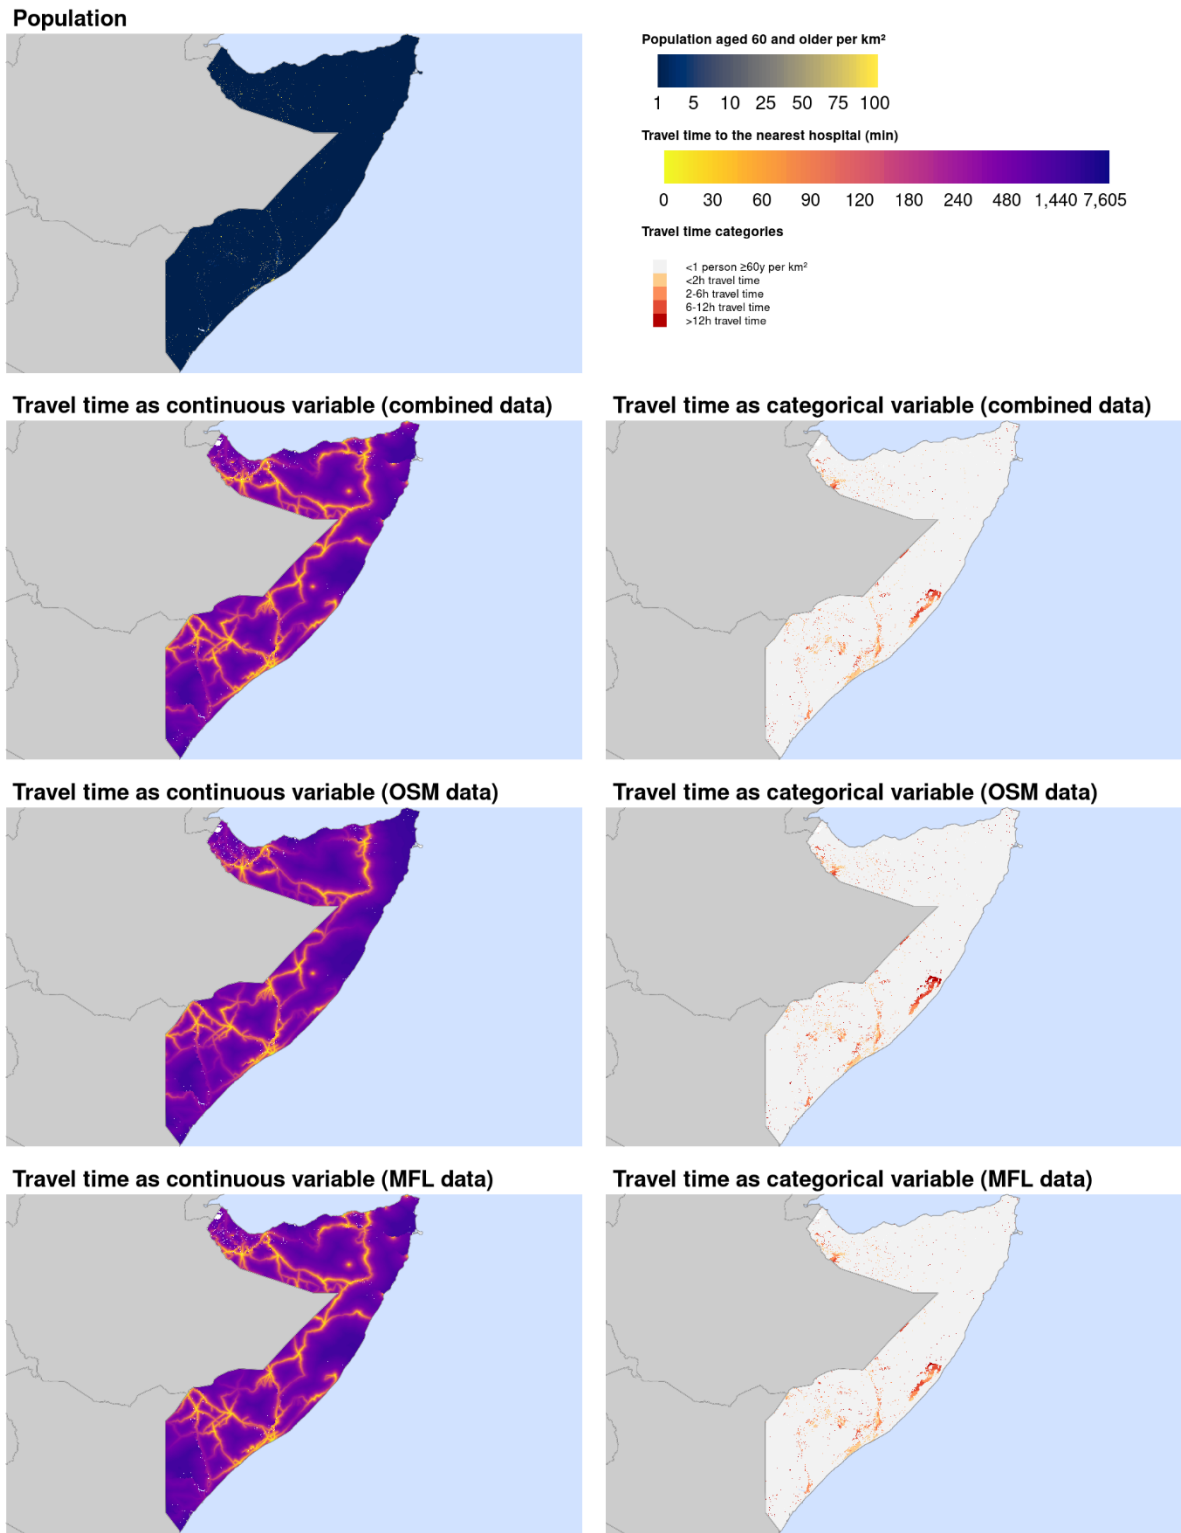 Population
Population aged 60 and older per km²
1 5 10 25 50 75 100
Travel time to the nearest hospital (min)
0 30 60 90 120 180 240 480 1,440 7,605
Travel time categories
<1 person ≥60y per km²
<2h travel time
2-6h travel time
6-12h travel time
>12h travel time
Travel time as continuous variable (combined data)
Travel time as categorical variable (combined data)
Travel time as continuous variable (OSM data)
Travel time as categorical variable (OSM data)
Travel time as continuous variable (MFL data)
Travel time as categorical variable (MFL data)